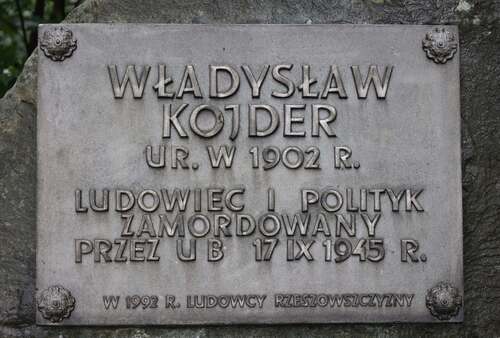 WŁADYSŁAW
KOJDER
UR. W 1902 R.
LUDOWIEC I POLITYK
ZAMORDOWANY
PRZEZ UB 17 IX 1945 R.
W 1992 R. LUDOWCY RZESZOWSZCZYZNY